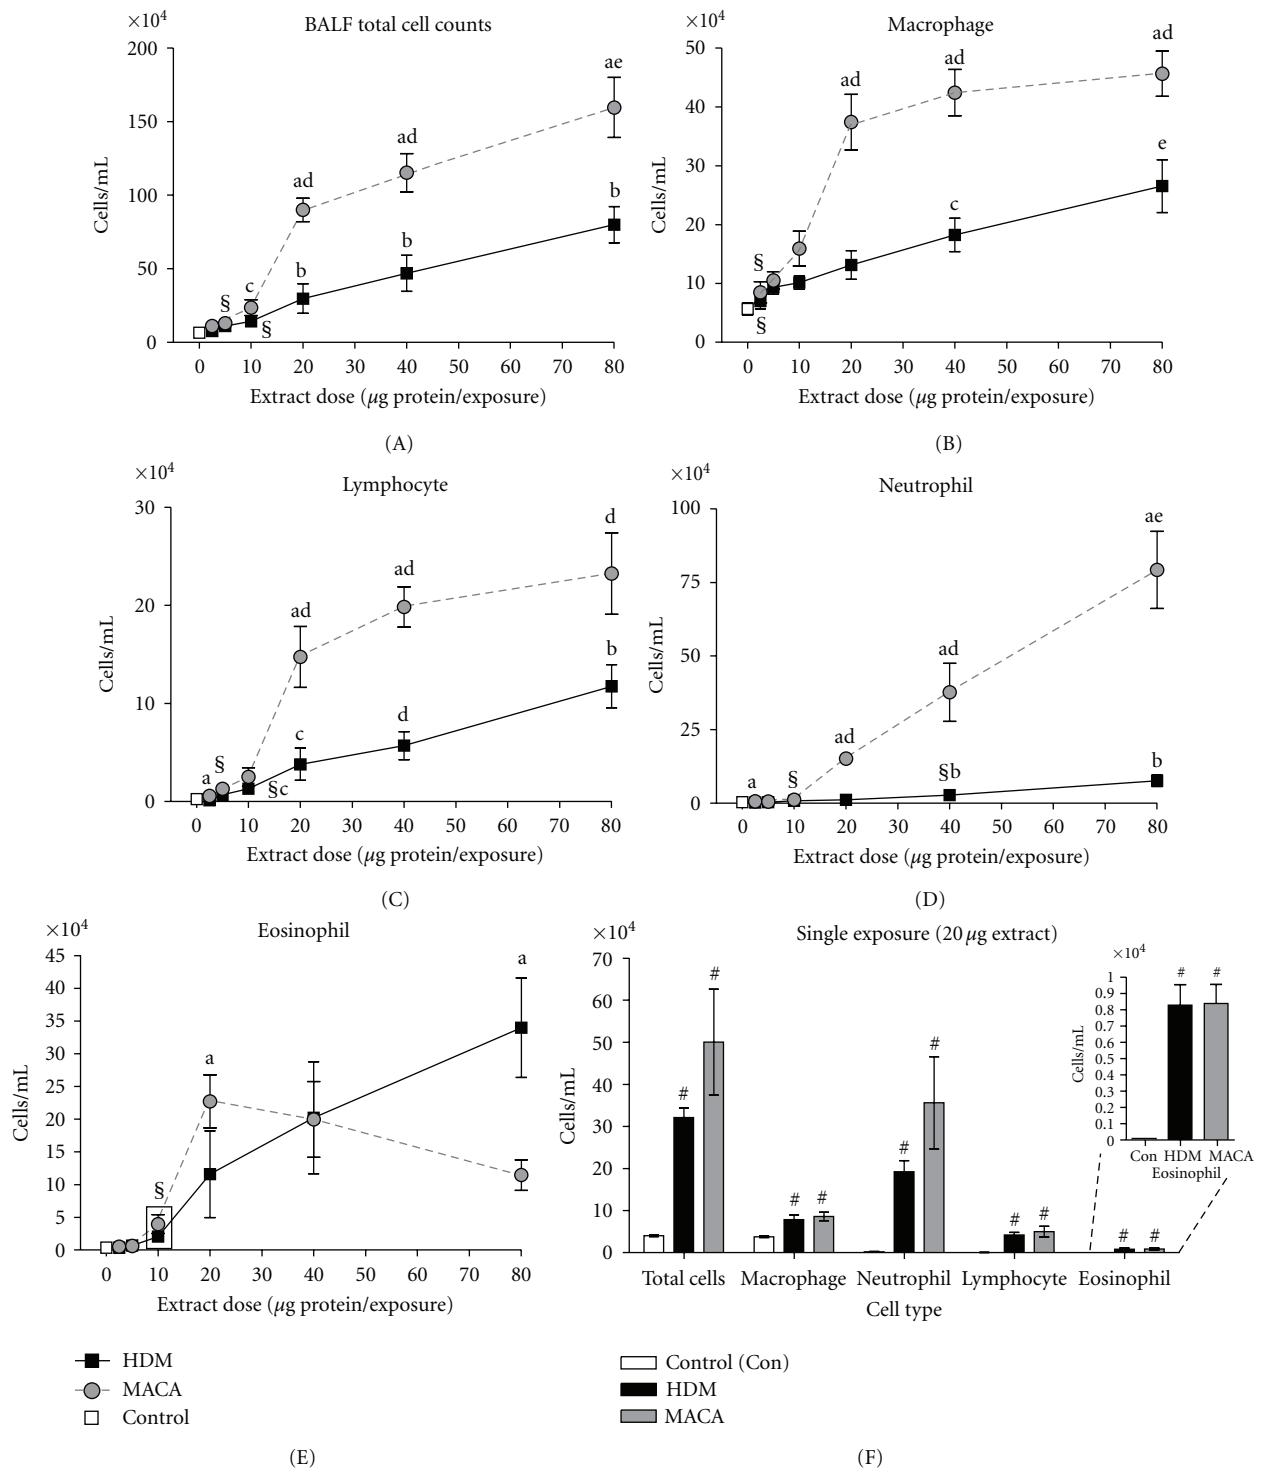 ×10⁴
BALF total cell counts
200
150
100
50
0
Cells/mL
§
c
§
b
ad
b
ad
b
ae
0 10 20 30 40 50 60 70 80
Extract dose (µg protein/exposure)
(A)
×10⁴
Macrophage
50
40
30
20
10
0
Cells/mL
§
§
ad
c
ad
e
ad
0 10 20 30 40 50 60 70 80
Extract dose (µg protein/exposure)
(B)
×10⁴
Lymphocyte
30
20
10
0
Cells/mL
a
§
§c
c
ad
d
ad
b
d
0 10 20 30 40 50 60 70 80
Extract dose (µg protein/exposure)
(C)
×10⁴
Neutrophil
100
75
50
25
0
Cells/mL
a
§
ad
§b
ad
b
ae
0 10 20 30 40 50 60 70 80
Extract dose (µg protein/exposure)
(D)
×10⁴
Eosinophil
45
40
35
30
25
20
15
10
5
0
Cells/mL
§
a
a
0 10 20 30 40 50 60 70 80
Extract dose (µg protein/exposure)
HDM
MACA
Control
(E)
×10⁴
Single exposure (20 µg extract)
70
60
50
40
30
20
10
0
Cells/mL
# #
# #
# #
# #
# #
Total cells Macrophage Neutrophil Lymphocyte Eosinophil
Cell type
×10⁴
1
0.9
0.8
0.7
0.6
0.5
0.4
0.3
0.2
0.1
0
Cells/mL
# #
Con HDM MACA
Eosinophil
Control (Con)
HDM
MACA
(F)